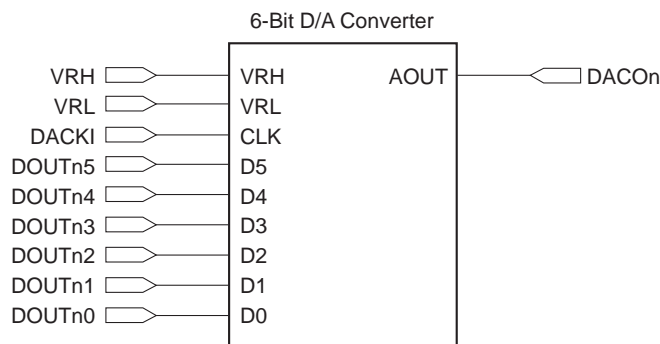 6-Bit D/A Converter
VRH VRH AOUT DACOn
VRL VRL
DACKI CLK
DOUTn5 D5
DOUTn4 D4
DOUTn3 D3
DOUTn2 D2
DOUTn1 D1
DOUTn0 D0